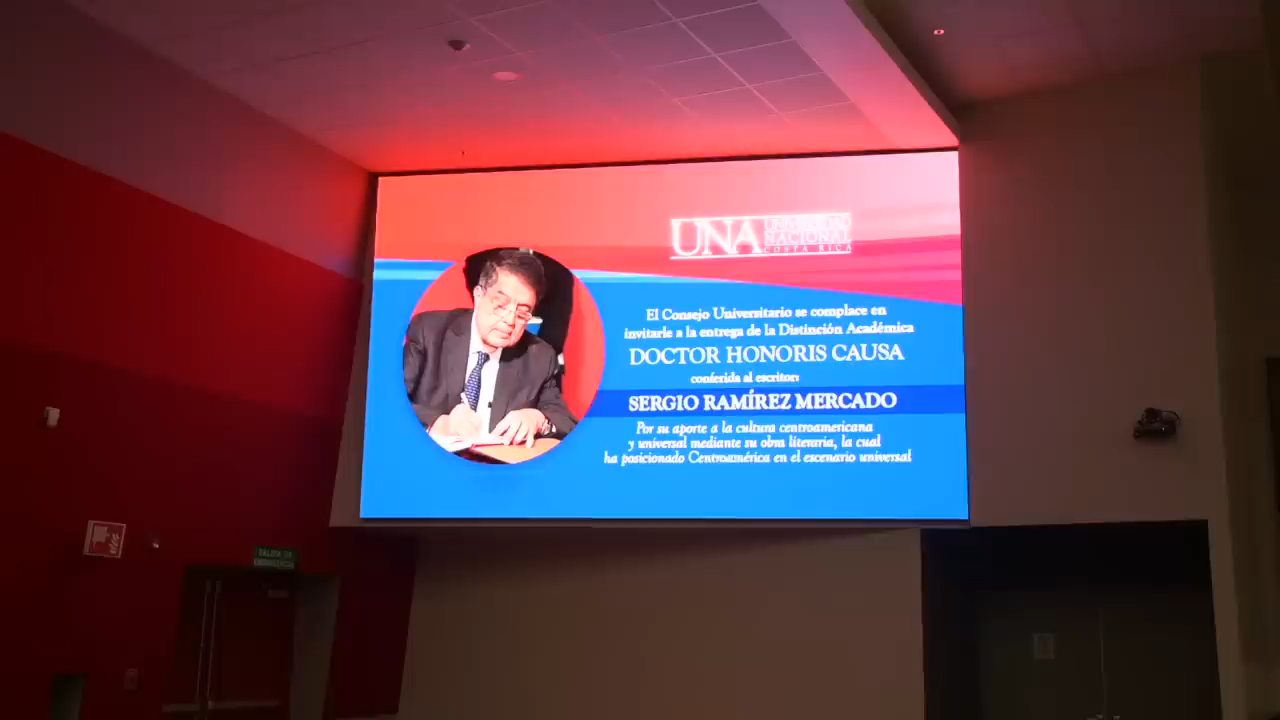 UNA
UNIVERSIDAD
NACIONAL
COSTA RICA
El Consejo Universitario se complace en
invitarle a la entrega de la Distinción Académica
DOCTOR HONORIS CAUSA
conferida al escritor:
SERGIO RAMÍREZ MERCADO
Por su aporte a la cultura centroamericana
y universal mediante su obra literaria, la cual
ha posicionado Centroamérica en el escenario universal
SALIDA DE
EMERGENCIA